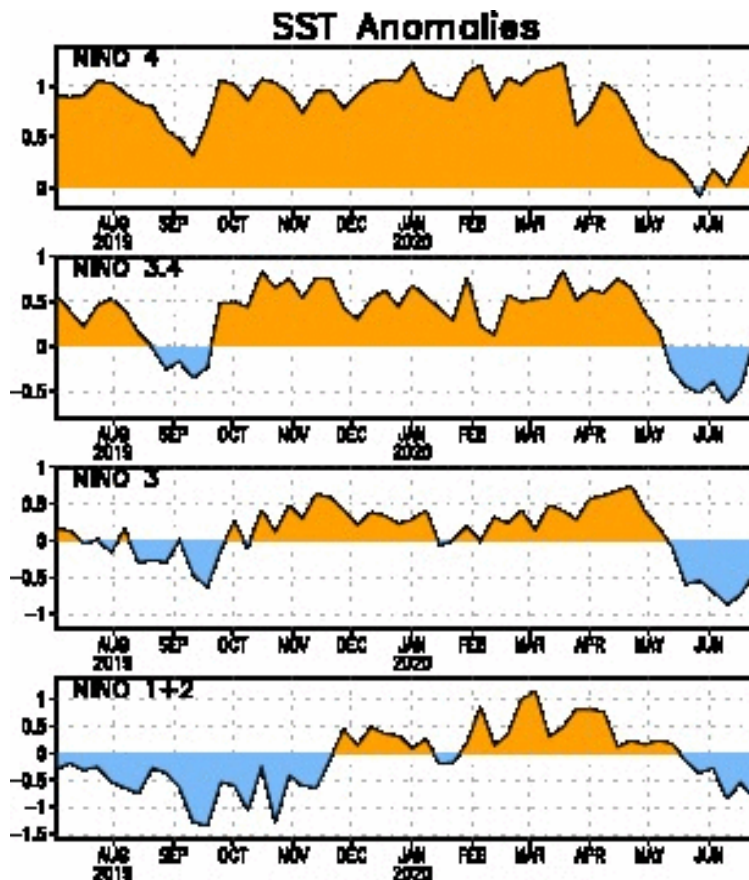 SST Anomalies
NINO 4
1
0.5
0
AUG SEP OCT NOV DEC JAN FEB MAR APR MAY JUN
2019 2020
NINO 3.4
1
0.5
0
-0.5
AUG SEP OCT NOV DEC JAN FEB MAR APR MAY JUN
2019 2020
NINO 3
1
0.5
0
-0.5
-1
AUG SEP OCT NOV DEC JAN FEB MAR APR MAY JUN
2019 2020
NINO 1+2
1
0.5
0
-0.5
-1
-1.5
AUG SEP OCT NOV DEC JAN FEB MAR APR MAY JUN
2019 2020